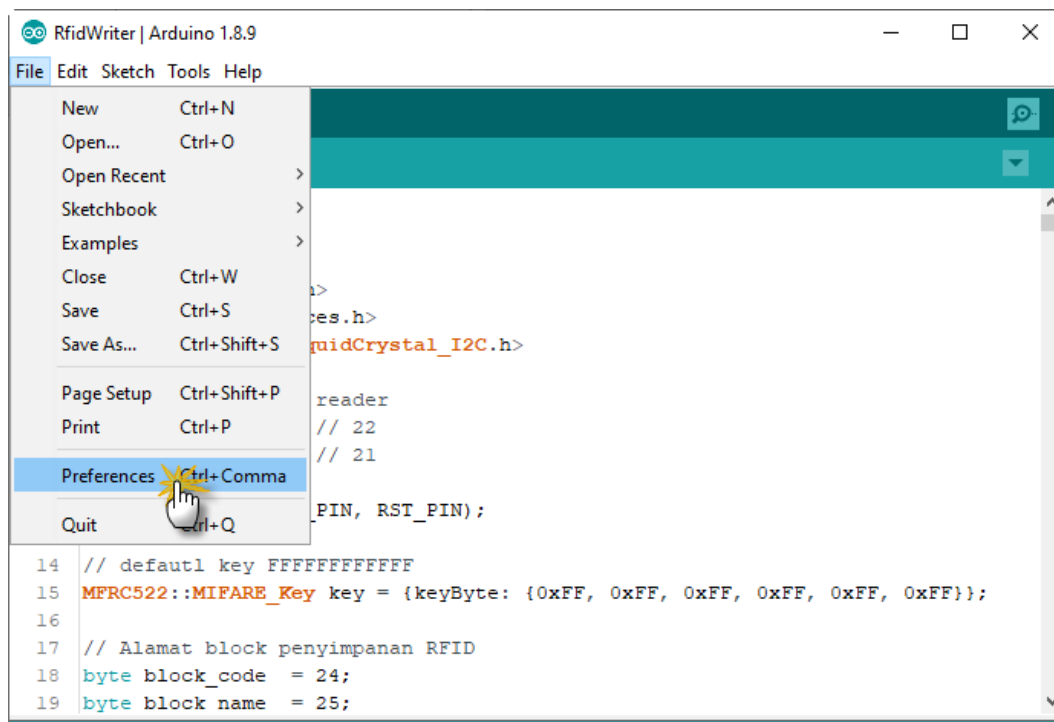 RfidWriter | Arduino 1.8.9
File Edit Sketch Tools Help
New Ctrl+N
Open... Ctrl+O
Open Recent
Sketchbook
Examples
Close Ctrl+W
Save Ctrl+S
Save As... Ctrl+Shift+S
Page Setup Ctrl+Shift+P
Print Ctrl+P
Preferences Ctrl+Comma
Quit Ctrl+Q
h>
ces.h>
quidCrystal_I2C.h>
reader
// 22
// 21
_PIN, RST_PIN);
14 // defautl key FFFFFFFFFFFF
15 MFRC522::MIFARE_Key key = {keyByte: {0xFF, 0xFF, 0xFF, 0xFF, 0xFF, 0xFF}};
16
17 // Alamat block penyimpanan RFID
18 byte block_code = 24;
19 byte block_name = 25;